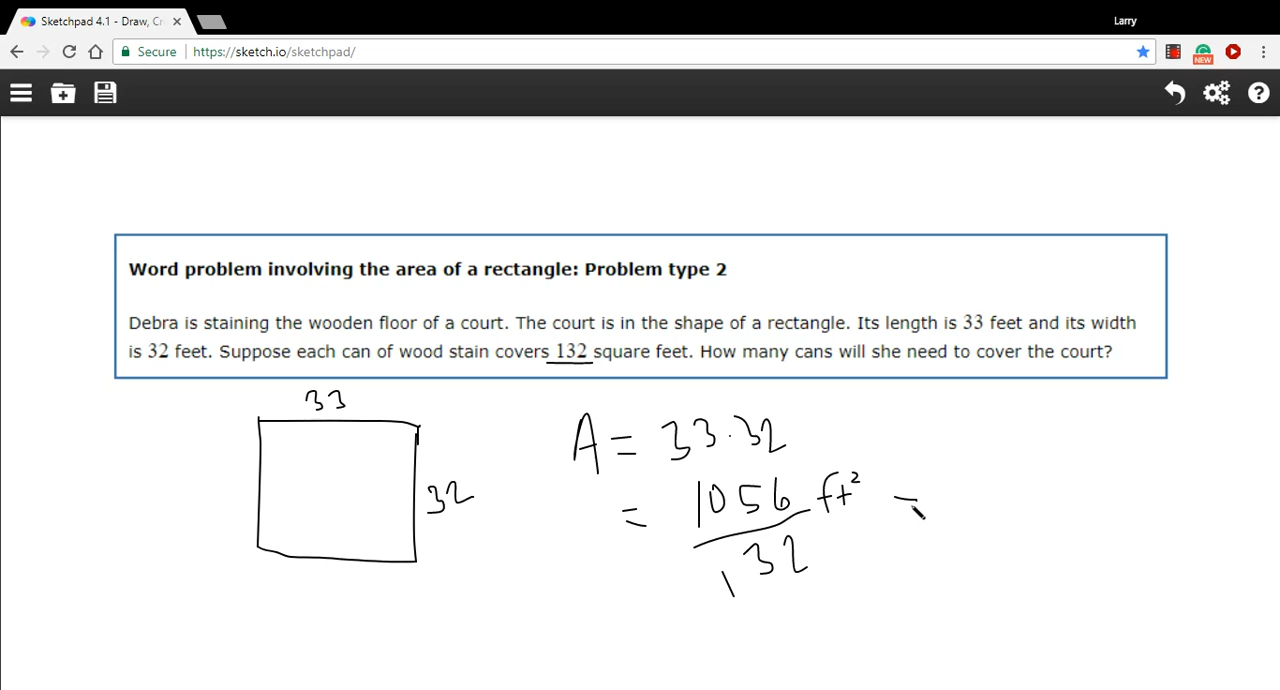 Sketchpad 4.1 - Draw, Cr
Larry
Secure https://sketch.io/sketchpad/
NEW
Word problem involving the area of a rectangle: Problem type 2
Debra is staining the wooden floor of a court. The court is in the shape of a rectangle. Its length is 33 feet and its width
is 32 feet. Suppose each can of wood stain covers 132 square feet. How many cans will she need to cover the court?
33
32
A = 33.32
= 1056 ft² =
132